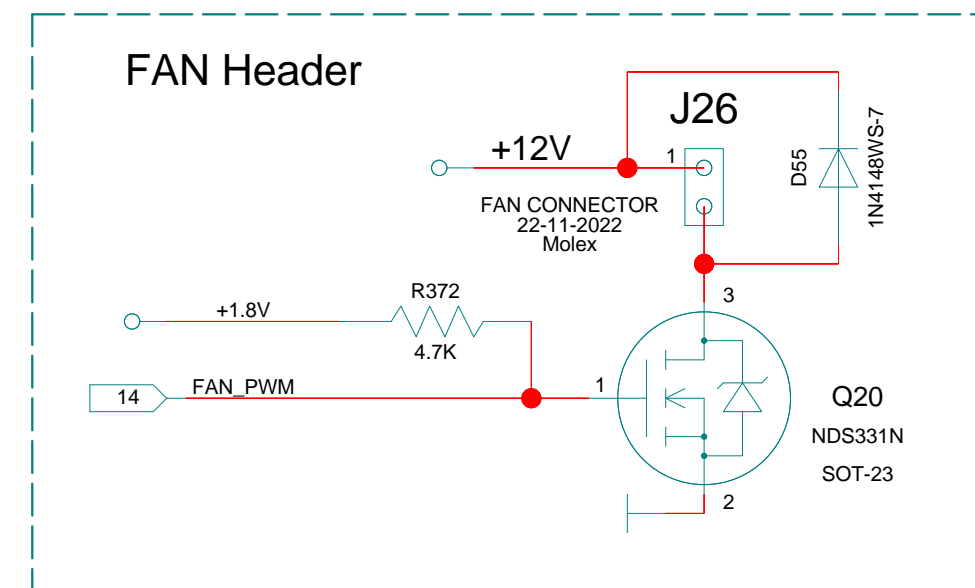 FAN Header
J26
+12V
1
FAN CONNECTOR
22-11-2022
Molex
D55
1N4148WS-7
3
R372
+1.8V
4.7K
14
FAN_PWM
1
Q20
NDS331N
SOT-23
2